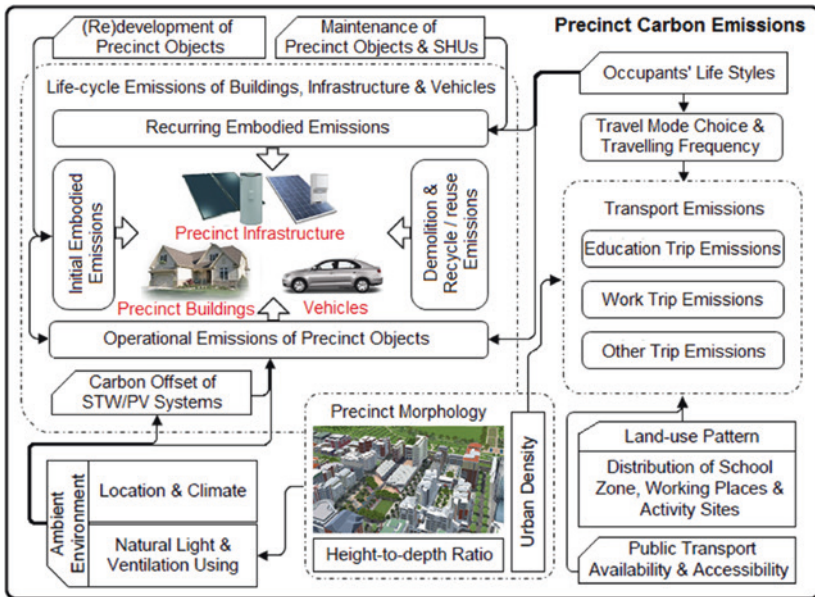 Precinct Carbon Emissions
(Re)development of
Precinct Objects
Maintenance of
Precinct Objects & SHUs
Life-cycle Emissions of Buildings, Infrastructure & Vehicles
Recurring Embodied Emissions
Initial Embodied
Emissions
Precinct Infrastructure
Precinct Buildings
Vehicles
Demolition &
Recycle / reuse
Emissions
Operational Emissions of Precinct Objects
Carbon Offset of
STW/PV Systems
Ambient
Environment
Location & Climate
Natural Light &
Ventilation Using
Precinct Morphology
Height-to-depth Ratio
Urban Density
Occupants' Life Styles
Travel Mode Choice &
Travelling Frequency
Transport Emissions
Education Trip Emissions
Work Trip Emissions
Other Trip Emissions
Land-use Pattern
Distribution of School
Zone, Working Places &
Activity Sites
Public Transport
Availability & Accessibility